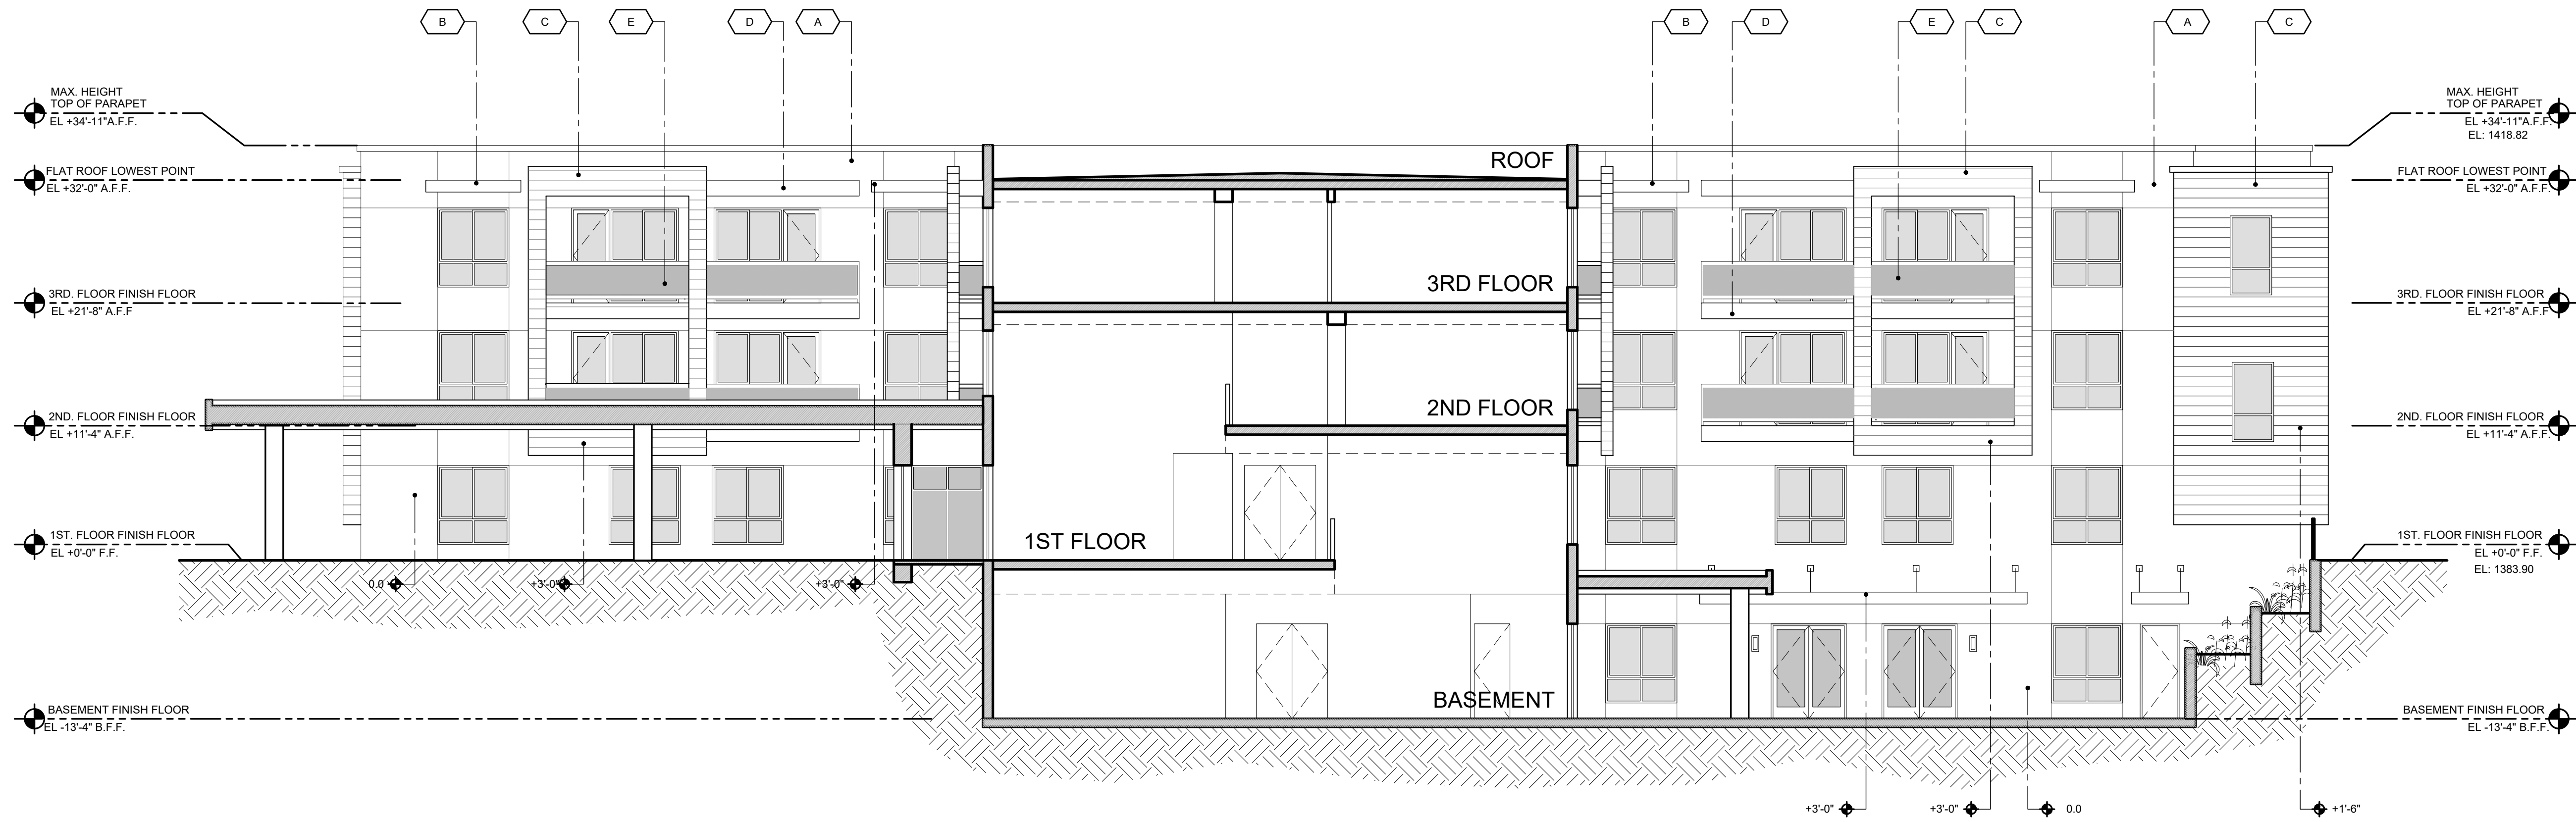 B
C
E
D
A
B
D
E
C
A
C
MAX. HEIGHT
TOP OF PARAPET
EL +34'-11"A.F.F.
MAX. HEIGHT
TOP OF PARAPET
EL +34'-11"A.F.F.
EL: 1418.82
ROOF
FLAT ROOF LOWEST POINT
EL +32'-0" A.F.F.
FLAT ROOF LOWEST POINT
EL +32'-0" A.F.F.
3RD FLOOR
3RD. FLOOR FINISH FLOOR
EL +21'-8" A.F.F
3RD. FLOOR FINISH FLOOR
EL +21'-8" A.F.F
2ND FLOOR
2ND. FLOOR FINISH FLOOR
EL +11'-4" A.F.F.
2ND. FLOOR FINISH FLOOR
EL +11'-4" A.F.F.
1ST FLOOR
1ST. FLOOR FINISH FLOOR
EL +0'-0" F.F.
1ST. FLOOR FINISH FLOOR
EL +0'-0" F.F.
EL: 1383.90
0.0
+3'-0"
+3'-0"
BASEMENT
BASEMENT FINISH FLOOR
EL -13'-4" B.F.F.
BASEMENT FINISH FLOOR
EL -13'-4" B.F.F.
+3'-0"
+3'-0"
0.0
+1'-6"